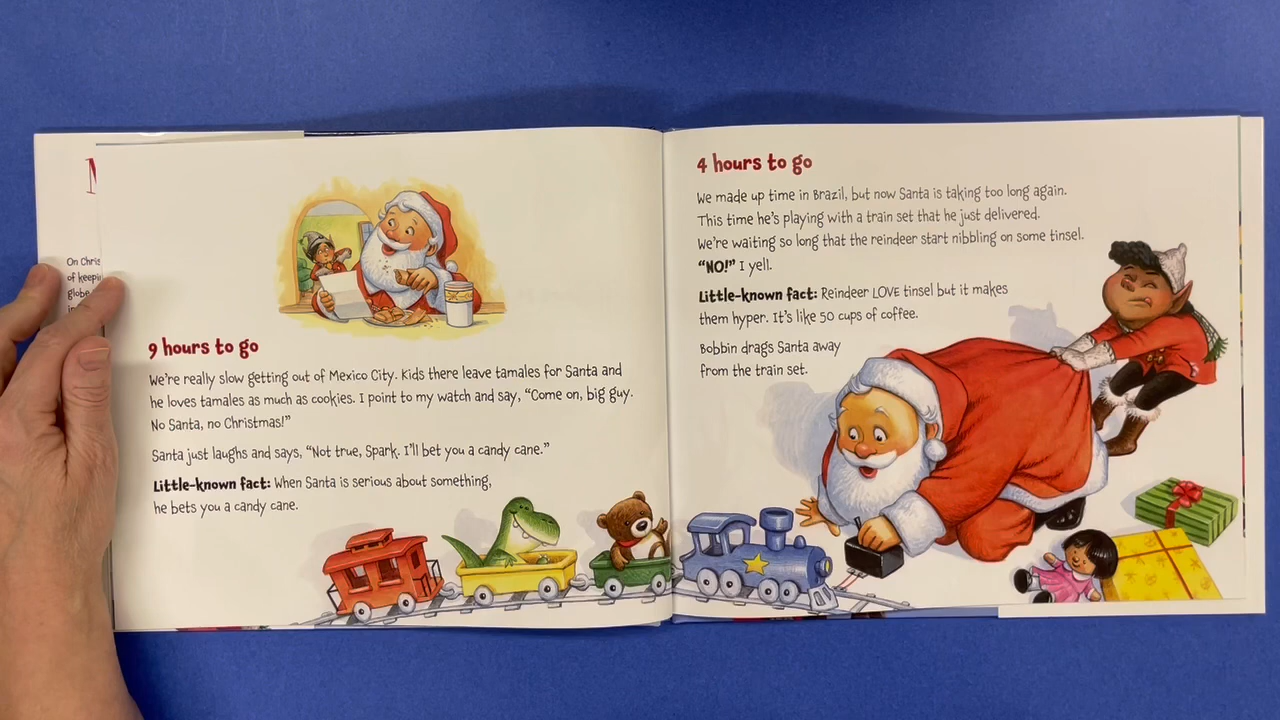 On Chris
of keepi
globe
9 hours to go
We're really slow getting out of Mexico City. Kids there leave tamales for Santa and
he loves tamales as much as cookies. I point to my watch and say, “Come on, big guy.
No Santa, no Christmas!”
Santa just laughs and says, “Not true, Spark. I'll bet you a candy cane.”
Little-known fact: When Santa is serious about something,
he bets you a candy cane.
4 hours to go
We made up time in Brazil, but now Santa is taking too long again.
This time he's playing with a train set that he just delivered.
We're waiting so long that the reindeer start nibbling on some tinsel.
“NO!” I yell.
Little-known fact: Reindeer LOVE tinsel but it makes
them hyper. It's like 50 cups of coffee.
Bobbin drags Santa away
from the train set.